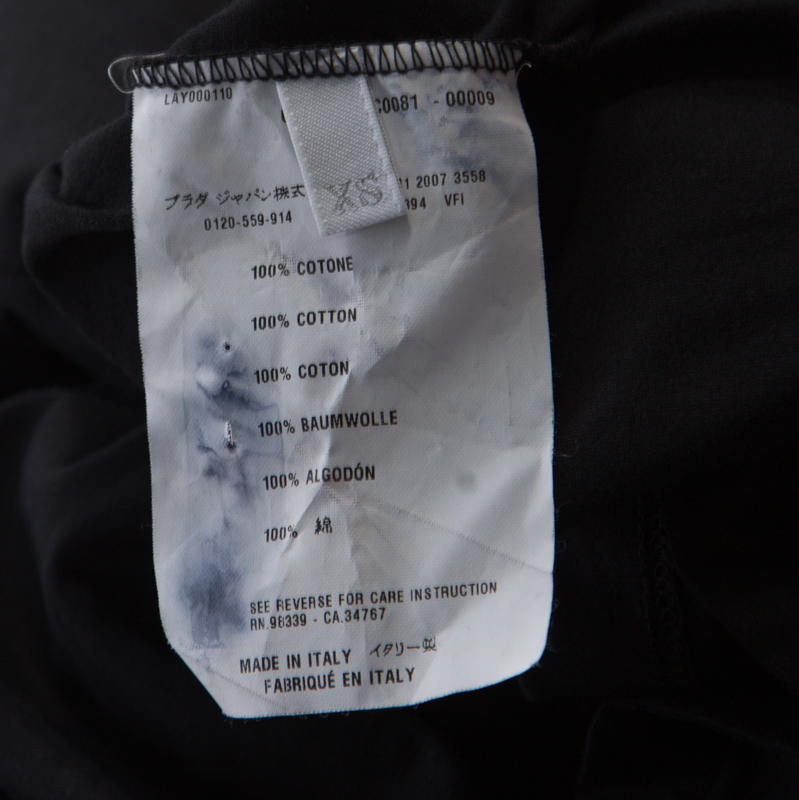 LAY000110
C0081 - 00009
XS
プラダ ジャパン株式
1 2007 3558
0120-559-914
394 VFI
100% COTONE
100% COTTON
100% COTON
100% BAUMWOLLE
100% ALGODÓN
100% 綿
SEE REVERSE FOR CARE INSTRUCTION
RN.98339 - CA.34767
MADE IN ITALY イタリー製
FABRIQUÉ EN ITALY